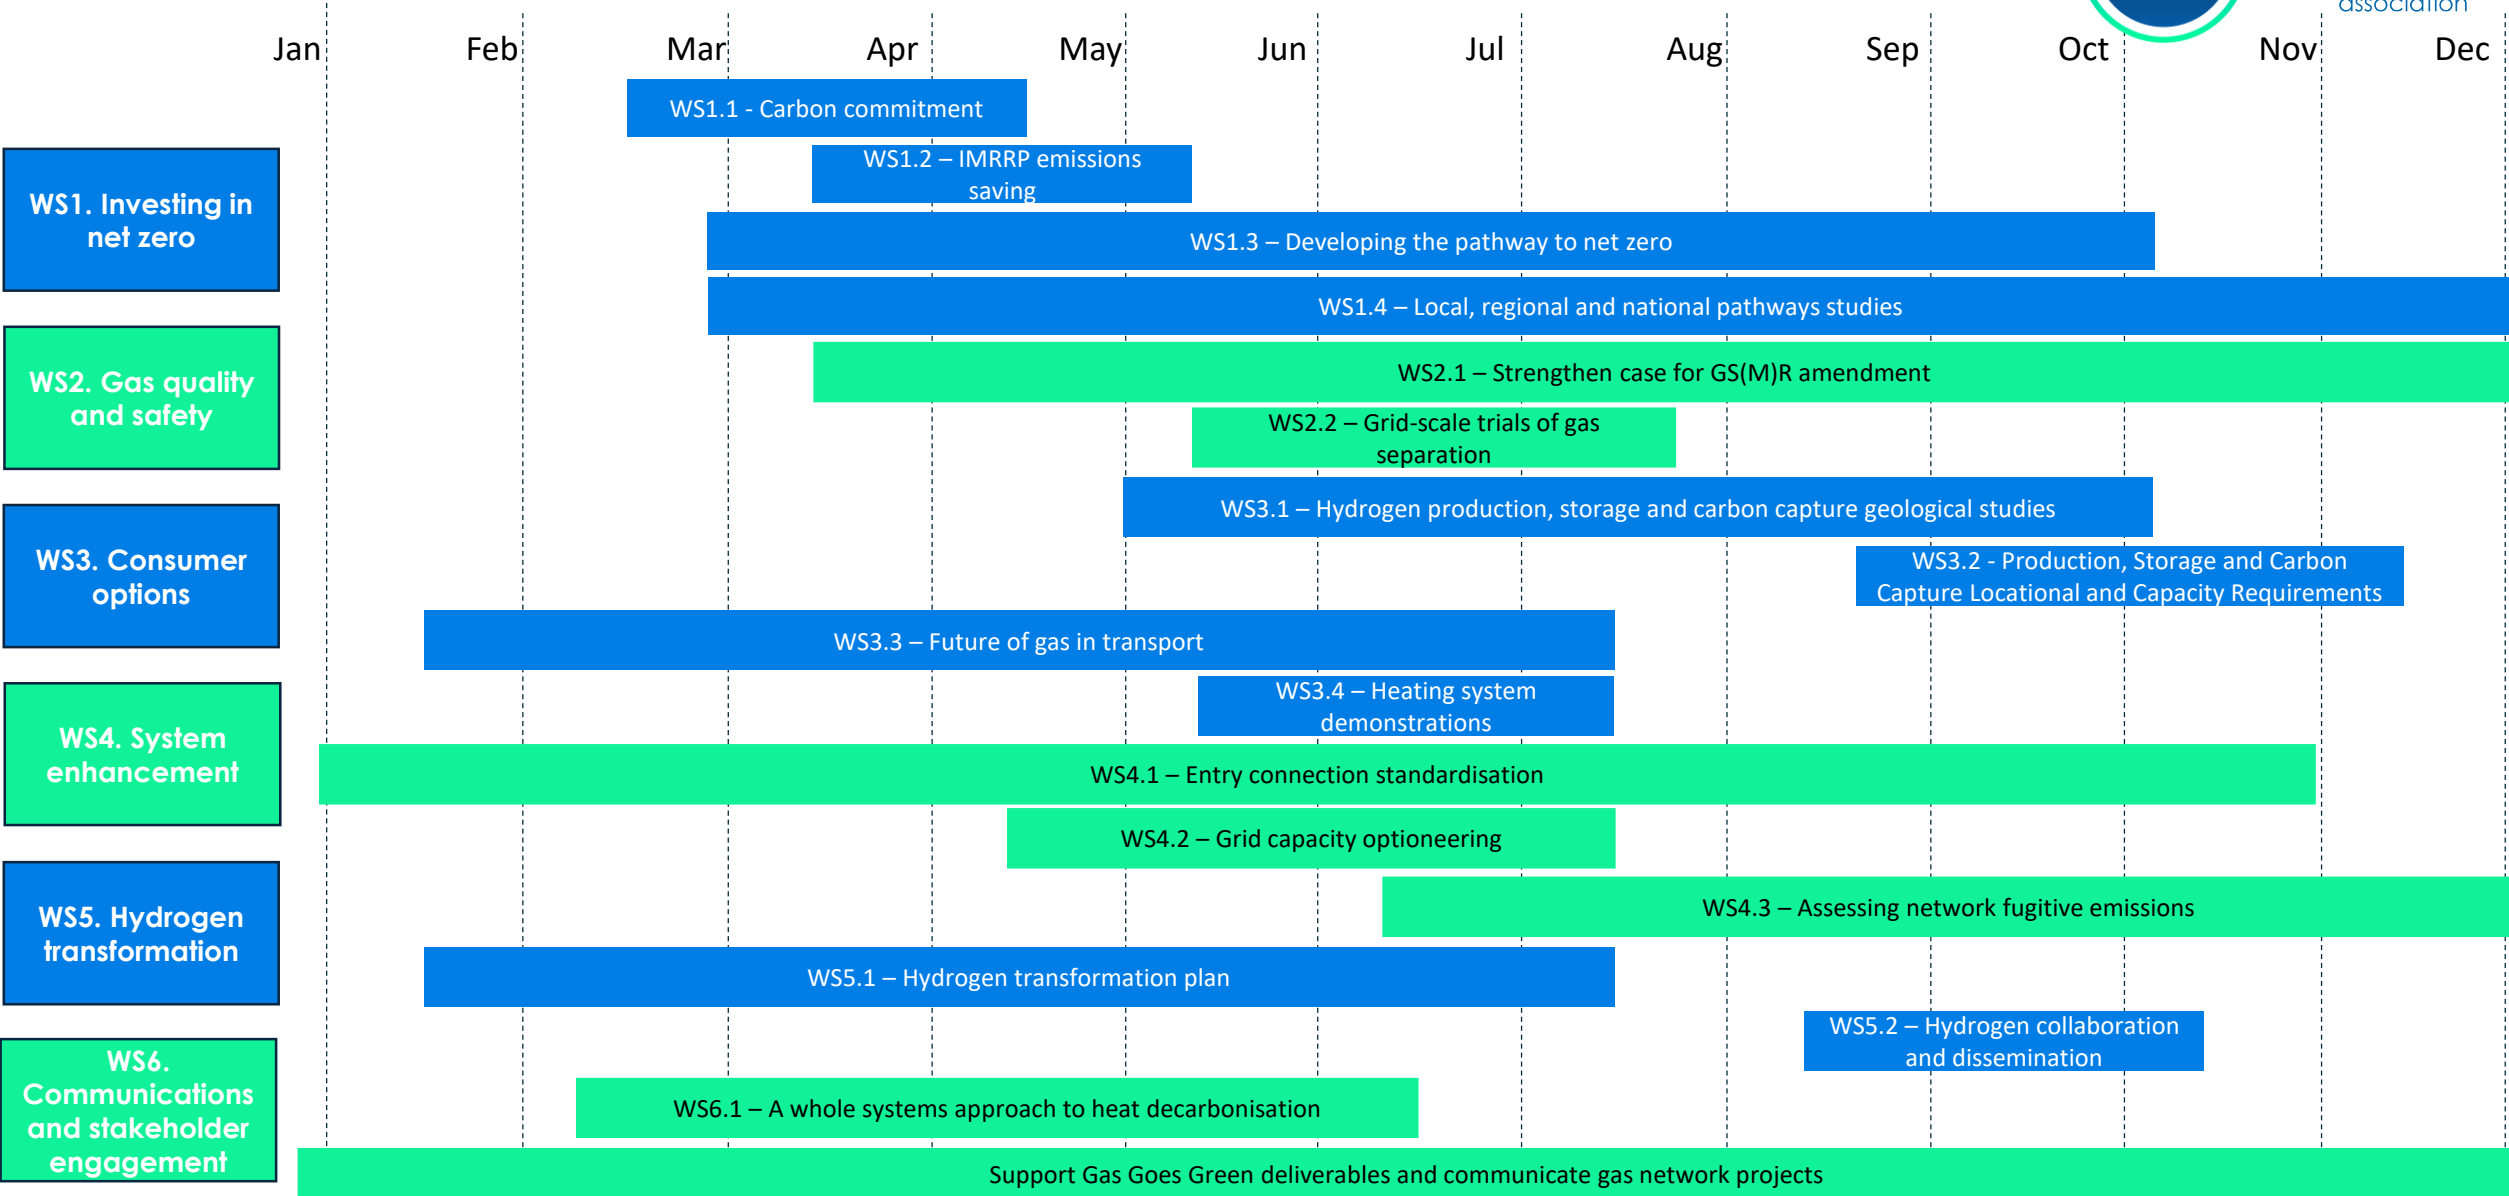 association
Jan Feb Mar Apr May Jun Jul Aug Sep Oct Nov Dec
WS1.1 - Carbon commitment
WS1.2 – IMRRP emissions
saving
WS1. Investing in
net zero
WS1.3 – Developing the pathway to net zero
WS1.4 – Local, regional and national pathways studies
WS2. Gas quality
and safety
WS2.1 – Strengthen case for GS(M)R amendment
WS2.2 – Grid-scale trials of gas
separation
WS3.1 – Hydrogen production, storage and carbon capture geological studies
WS3. Consumer
options
WS3.2 - Production, Storage and Carbon
Capture Locational and Capacity Requirements
WS3.3 – Future of gas in transport
WS3.4 – Heating system
demonstrations
WS4. System
enhancement
WS4.1 – Entry connection standardisation
WS4.2 – Grid capacity optioneering
WS4.3 – Assessing network fugitive emissions
WS5. Hydrogen
transformation
WS5.1 – Hydrogen transformation plan
WS5.2 – Hydrogen collaboration
and dissemination
WS6.
Communications
and stakeholder
engagement
WS6.1 – A whole systems approach to heat decarbonisation
Support Gas Goes Green deliverables and communicate gas network projects